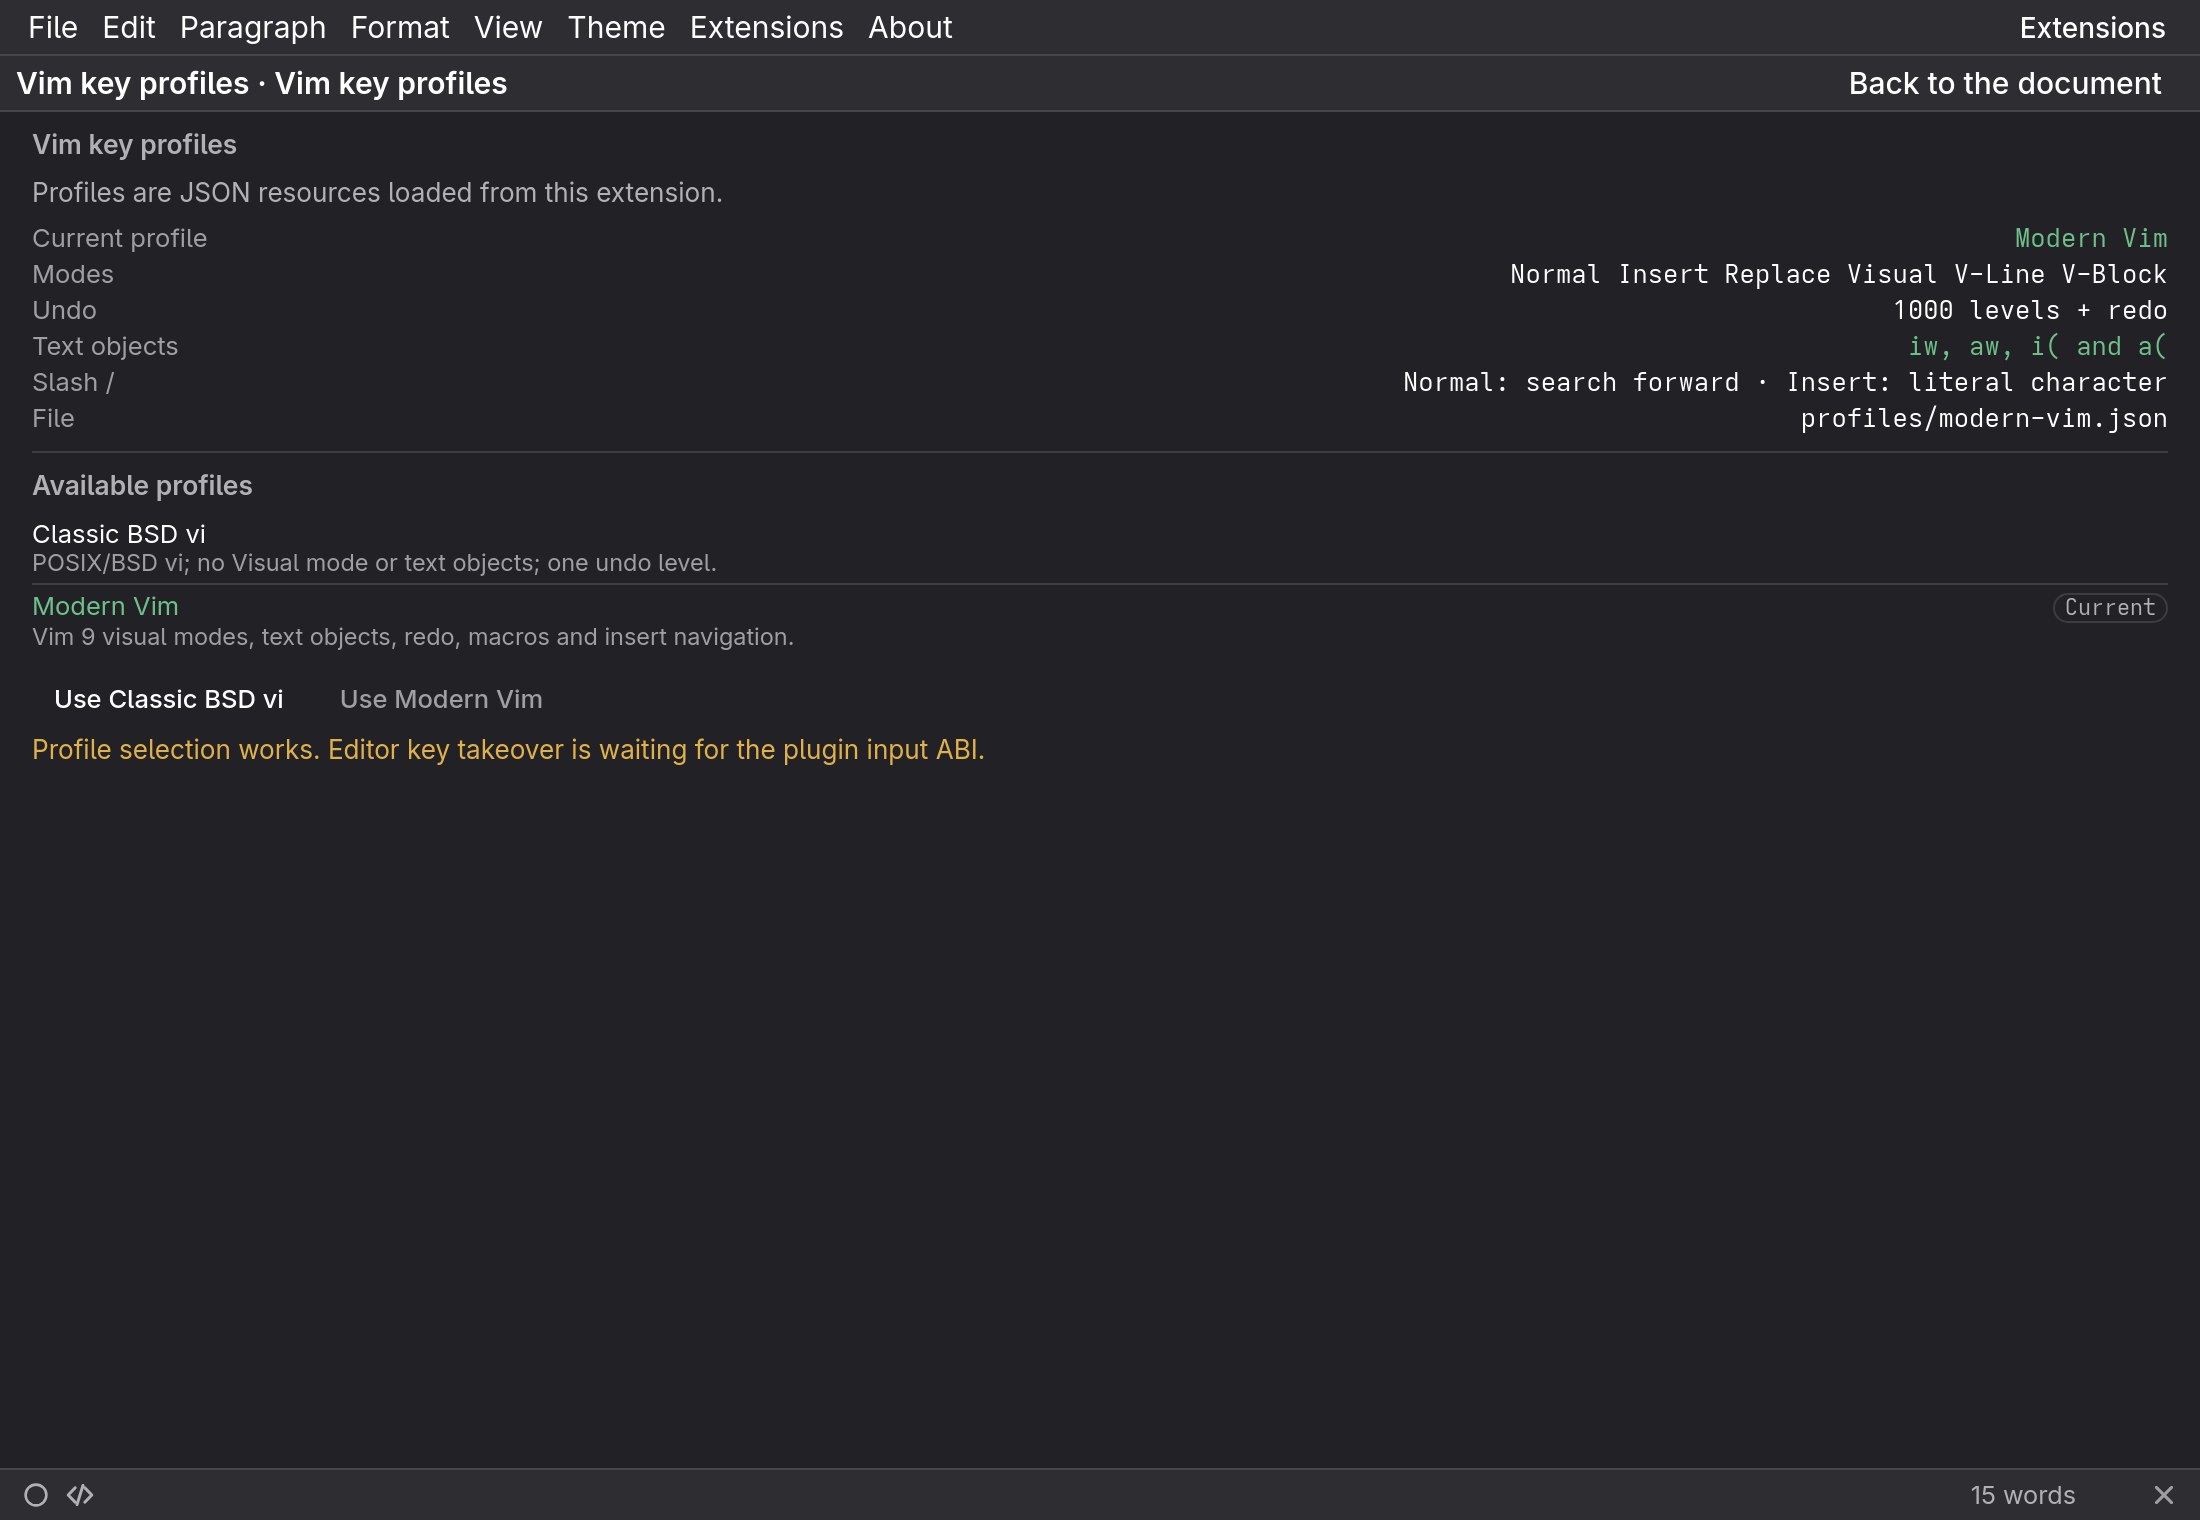 File Edit Paragraph Format View Theme Extensions About Extensions
Vim key profiles · Vim key profiles Back to the document
Vim key profiles
Profiles are JSON resources loaded from this extension.
Current profile Modern Vim
Modes Normal Insert Replace Visual V-Line V-Block
Undo 1000 levels + redo
Text objects iw, aw, i( and a(
Slash / Normal: search forward · Insert: literal character
File profiles/modern-vim.json
Available profiles
Classic BSD vi
POSIX/BSD vi; no Visual mode or text objects; one undo level.
Modern Vim Current
Vim 9 visual modes, text objects, redo, macros and insert navigation.
Use Classic BSD vi Use Modern Vim
Profile selection works. Editor key takeover is waiting for the plugin input ABI.
15 words